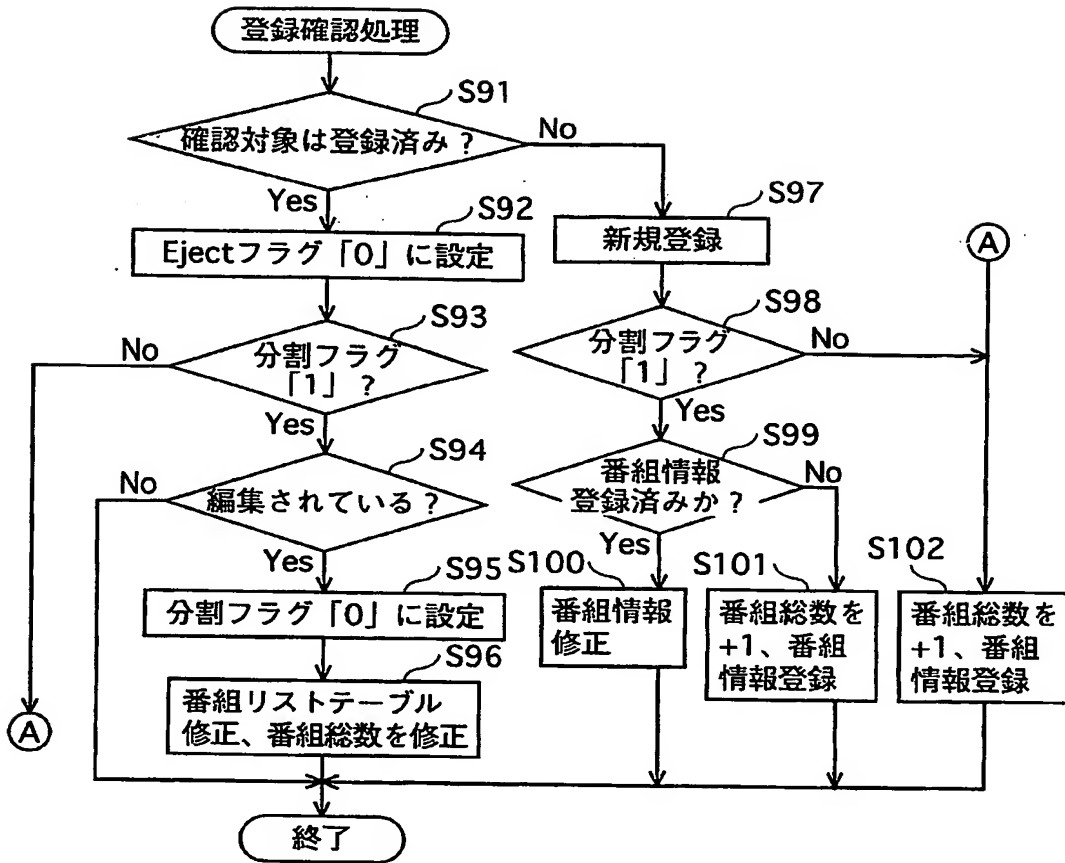 登録確認処理
S91
確認対象は登録済み？
No
Yes
S92
Ejectフラグ「0」に設定
S97
新規登録
A
S93
分割フラグ
「1」？
No
Yes
S98
分割フラグ
「1」？
No
Yes
S94
編集されている？
No
Yes
S99
番組情報
登録済みか？
No
Yes
S95
分割フラグ「0」に設定
S100
番組情報
修正
S101
番組総数を
+1、番組
情報登録
S102
番組総数を
+1、番組
情報登録
S96
番組リストテーブル
修正、番組総数を修正
A
終了